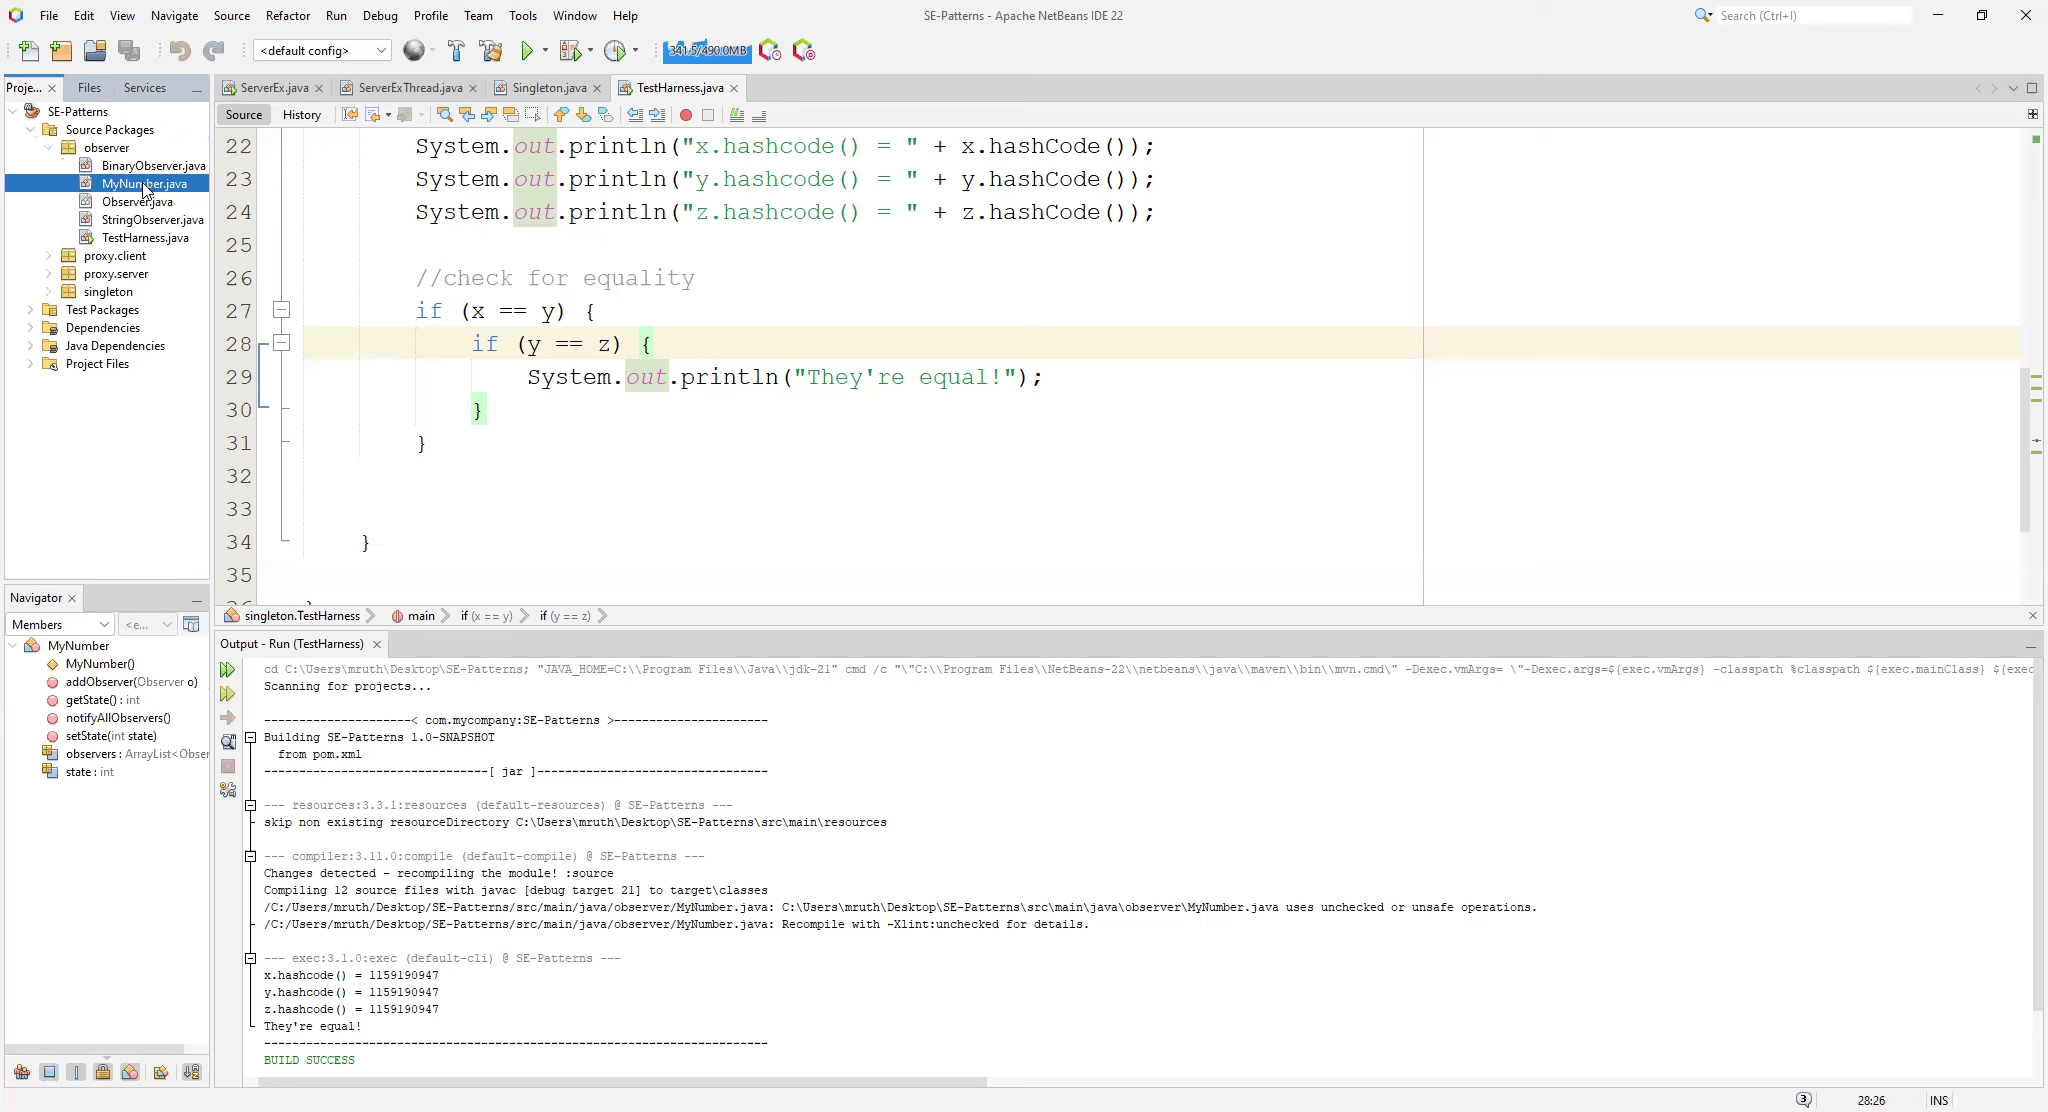 File Edit View Navigate Source Refactor Run Debug Profile Team Tools Window Help
SE-Patterns - Apache NetBeans IDE 22
Search (Ctrl+I)
<default config>
341.5/490.0MB
Proje...
Files
Services
ServerEx.java
ServerExThread.java
Singleton.java
TestHarness.java
Source
History
SE-Patterns
Source Packages
observer
BinaryObserver.java
MyNumber.java
Observer.java
StringObserver.java
TestHarness.java
proxy.client
proxy.server
singleton
Test Packages
Dependencies
Java Dependencies
Project Files
22 System.out.println("x.hashcode() = " + x.hashCode());
23 System.out.println("y.hashcode() = " + y.hashCode());
24 System.out.println("z.hashcode() = " + z.hashCode());
25
26 //check for equality
27 if (x == y) {
28 if (y == z) {
29 System.out.println("They're equal!");
30 }
31 }
32
33
34 }
35
singleton.TestHarness
main
if (x == y)
if (y == z)
Navigator
Members
<e...
MyNumber
MyNumber()
addObserver(Observer o)
getState() : int
notifyAllObservers()
setState(int state)
observers : ArrayList<Obser
state : int
Output - Run (TestHarness)
cd C:\Users\mruth\Desktop\SE-Patterns; "JAVA_HOME=C:\\Program Files\\Java\\jdk-21" cmd /c "\"C:\\Program Files\\NetBeans-22\\netbeans\\java\\maven\\bin\\mvn.cmd\" -Dexec.vmArgs= \"-Dexec.args=${exec.vmArgs} -classpath %classpath ${exec.mainClass} ${exec
Scanning for projects...
---------------------< com.mycompany:SE-Patterns >----------------------
Building SE-Patterns 1.0-SNAPSHOT
from pom.xml
--------------------------------[ jar ]---------------------------------
--- resources:3.3.1:resources (default-resources) @ SE-Patterns ---
skip non existing resourceDirectory C:\Users\mruth\Desktop\SE-Patterns\src\main\resources
--- compiler:3.11.0:compile (default-compile) @ SE-Patterns ---
Changes detected - recompiling the module! :source
Compiling 12 source files with javac [debug target 21] to target\classes
/C:/Users/mruth/Desktop/SE-Patterns/src/main/java/observer/MyNumber.java: C:\Users\mruth\Desktop\SE-Patterns\src\main\java\observer\MyNumber.java uses unchecked or unsafe operations.
/C:/Users/mruth/Desktop/SE-Patterns/src/main/java/observer/MyNumber.java: Recompile with -Xlint:unchecked for details.
--- exec:3.1.0:exec (default-cli) @ SE-Patterns ---
x.hashcode() = 1159190947
y.hashcode() = 1159190947
z.hashcode() = 1159190947
They're equal!
------------------------------------------------------------------------
BUILD SUCCESS
3
28:26
INS